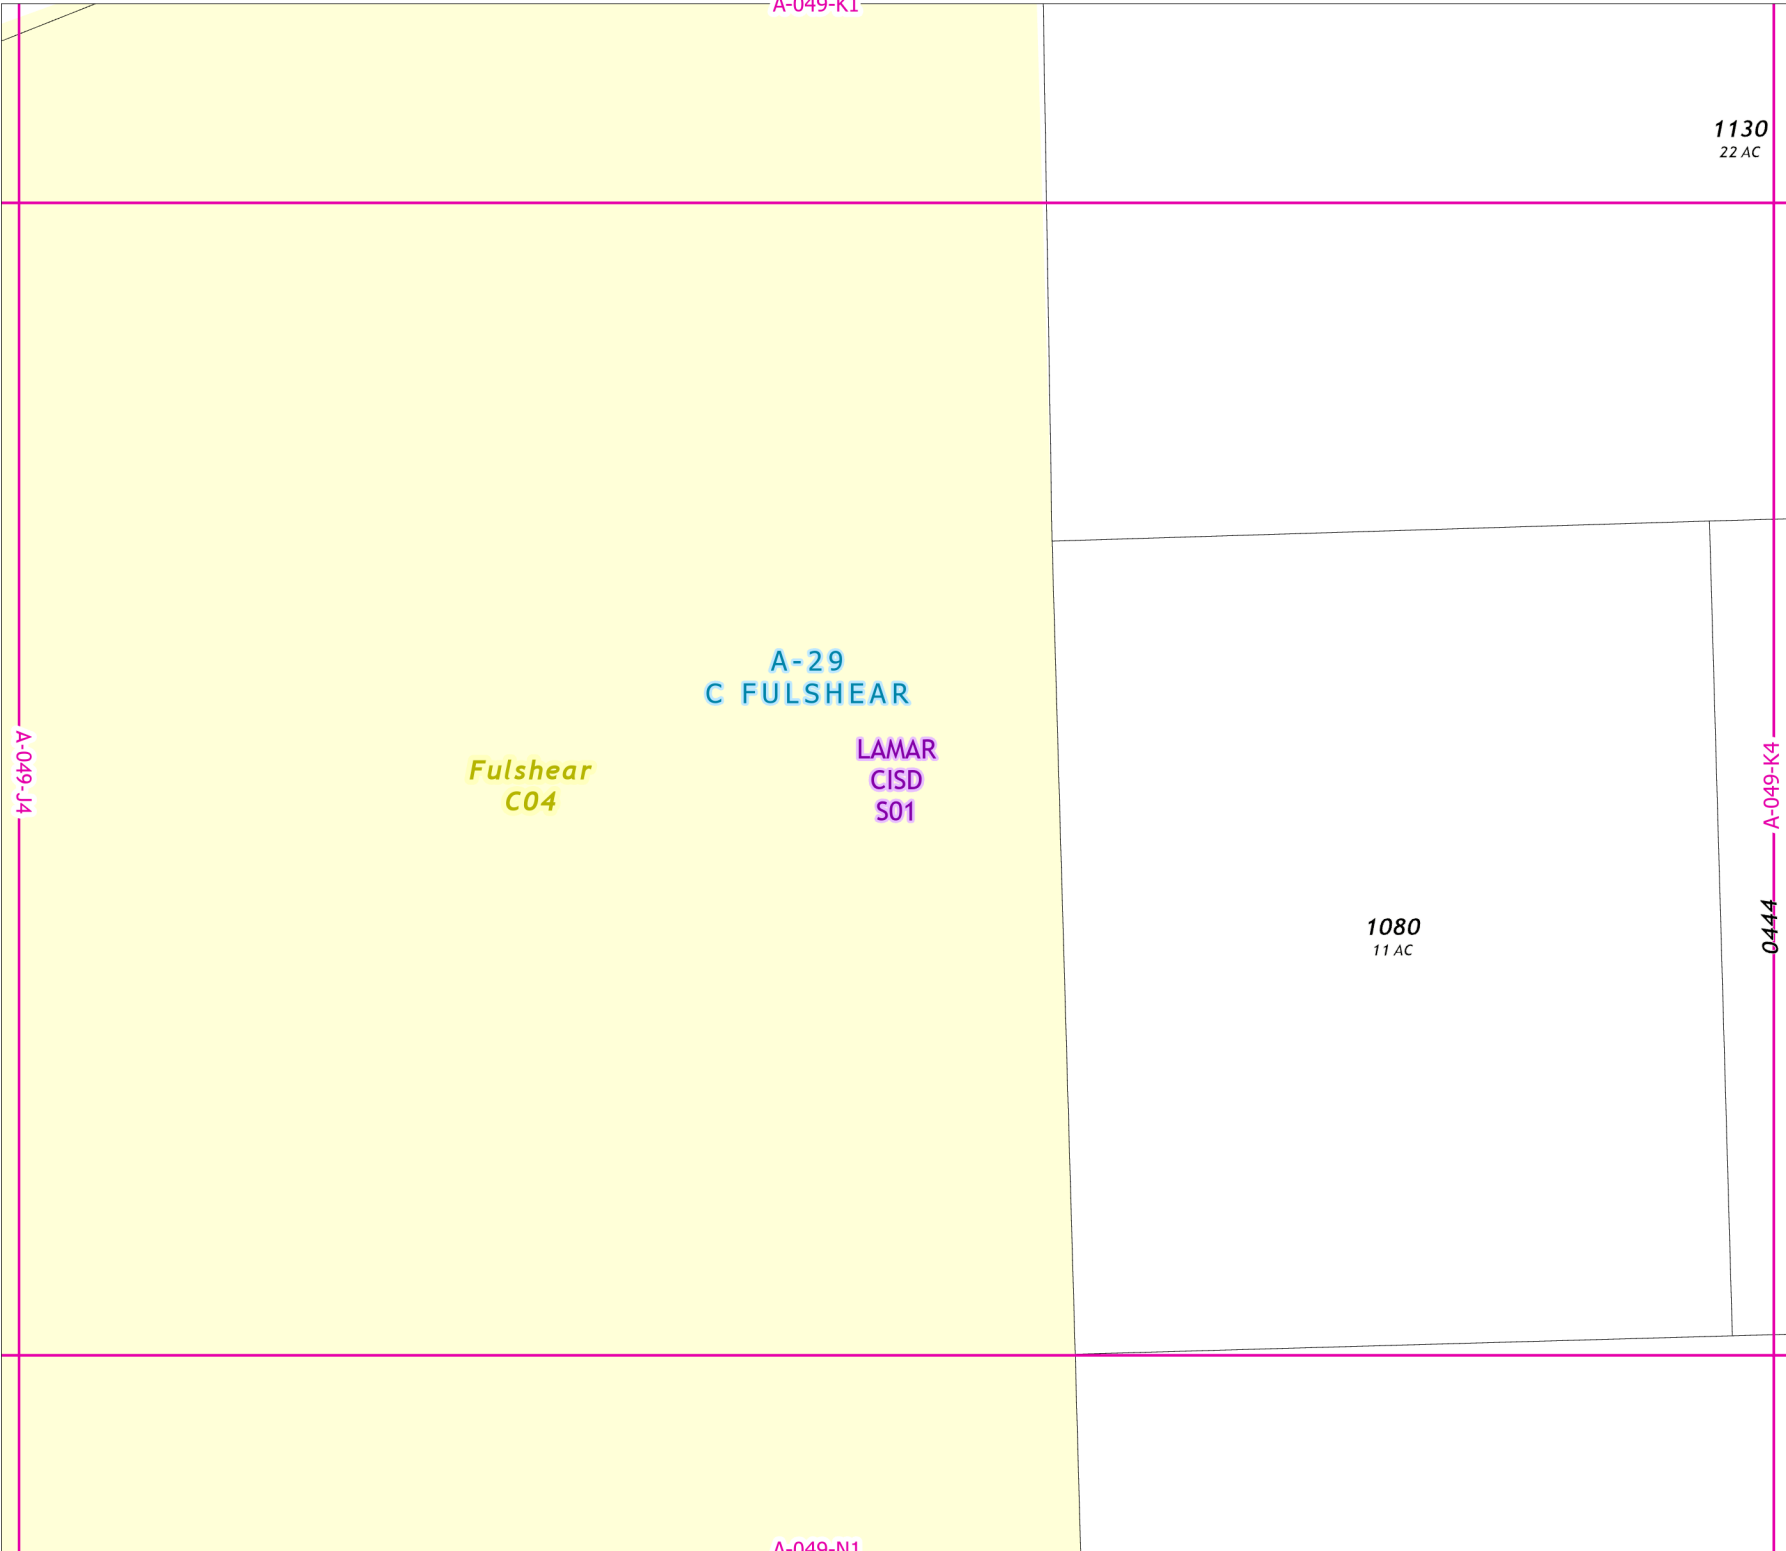 A-049-K1
1130
22 AC
A-29
C FULSHEAR
LAMAR
CISD
S01
Fulshear
C04
A-049-J4
A-049-K4
1080
11 AC
0444
A-049-N1